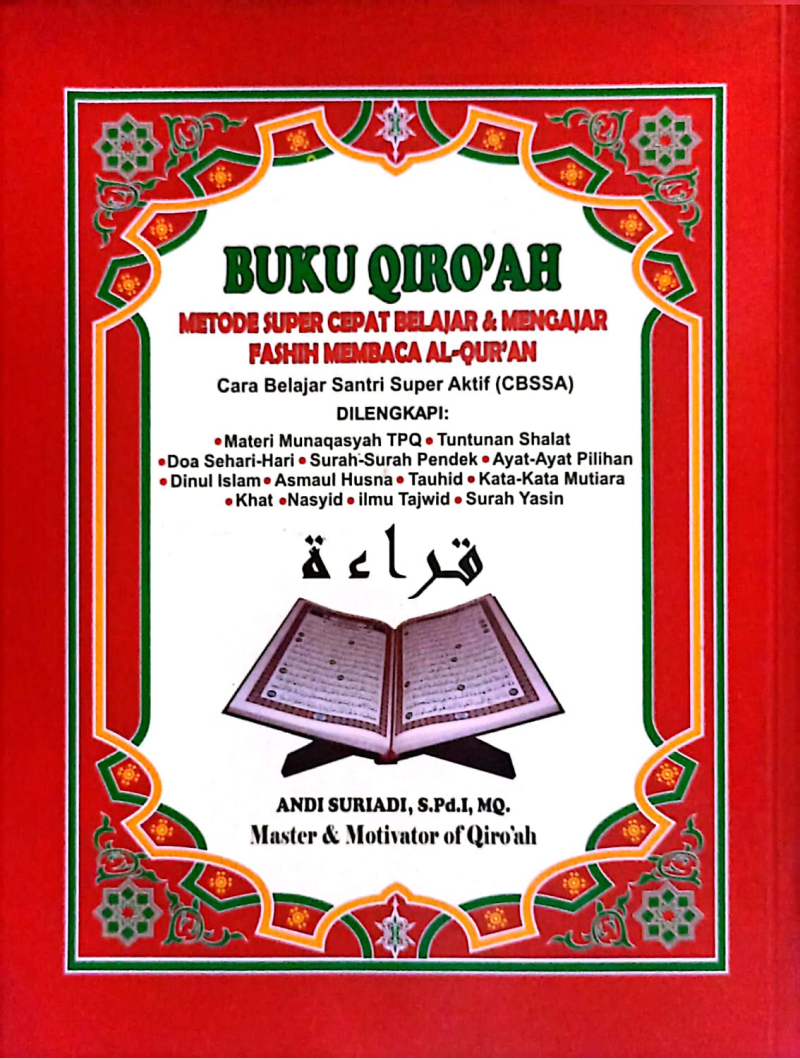 BUKU QIRO'AH
METODE SUPER CEPAT BELAJAR & MENGAJAR
FASHIH MEMBACA AL-QUR'AN
Cara Belajar Santri Super Aktif (CBSSA)
DILENGKAPI:
• Materi Munaqasyah TPQ • Tuntunan Shalat
• Doa Sehari-Hari • Surah-Surah Pendek • Ayat-Ayat Pilihan
• Dinul Islam • Asmaul Husna • Tauhid • Kata-Kata Mutiara
• Khat • Nasyid • ilmu Tajwid • Surah Yasin
قراءة
ANDI SURIADI, S.Pd.I, MQ.
Master & Motivator of Qiro'ah